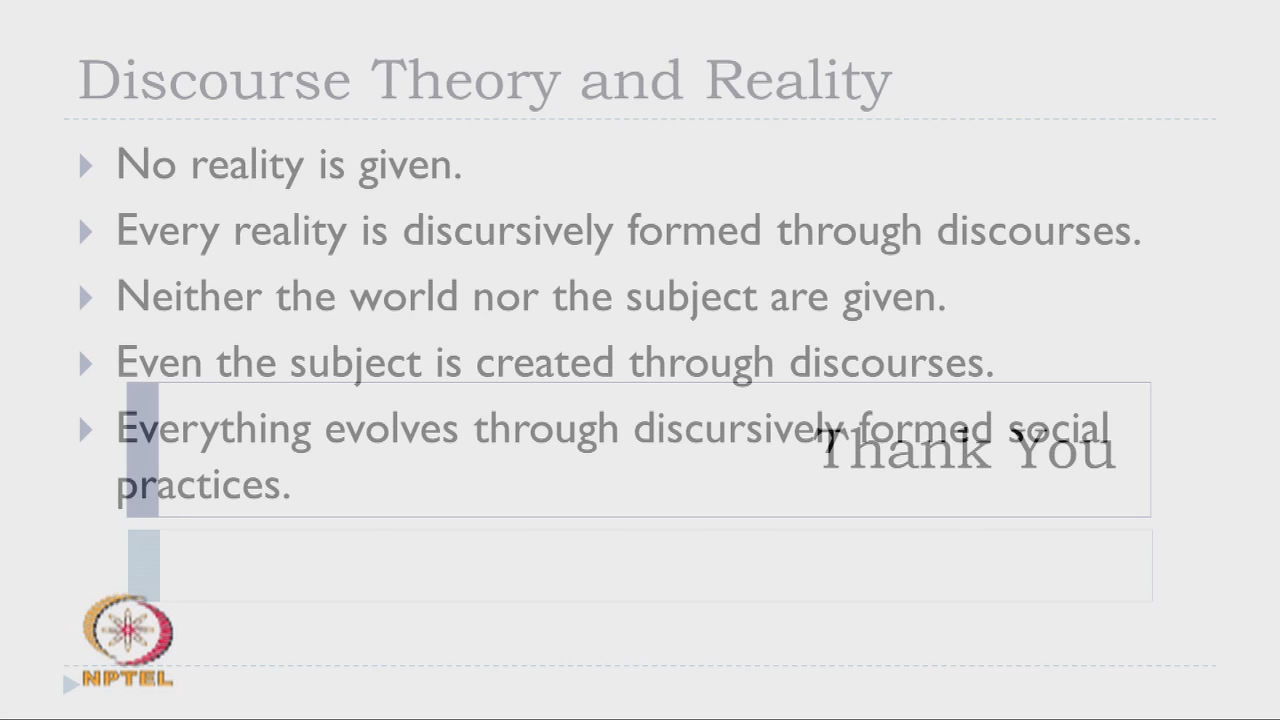 Discourse Theory and Reality
No reality is given.
Every reality is discursively formed through discourses.
Neither the world nor the subject are given.
Even the subject is created through discourses.
Everything evolves through discursively formed social
practices.
Thank You
NPTEL